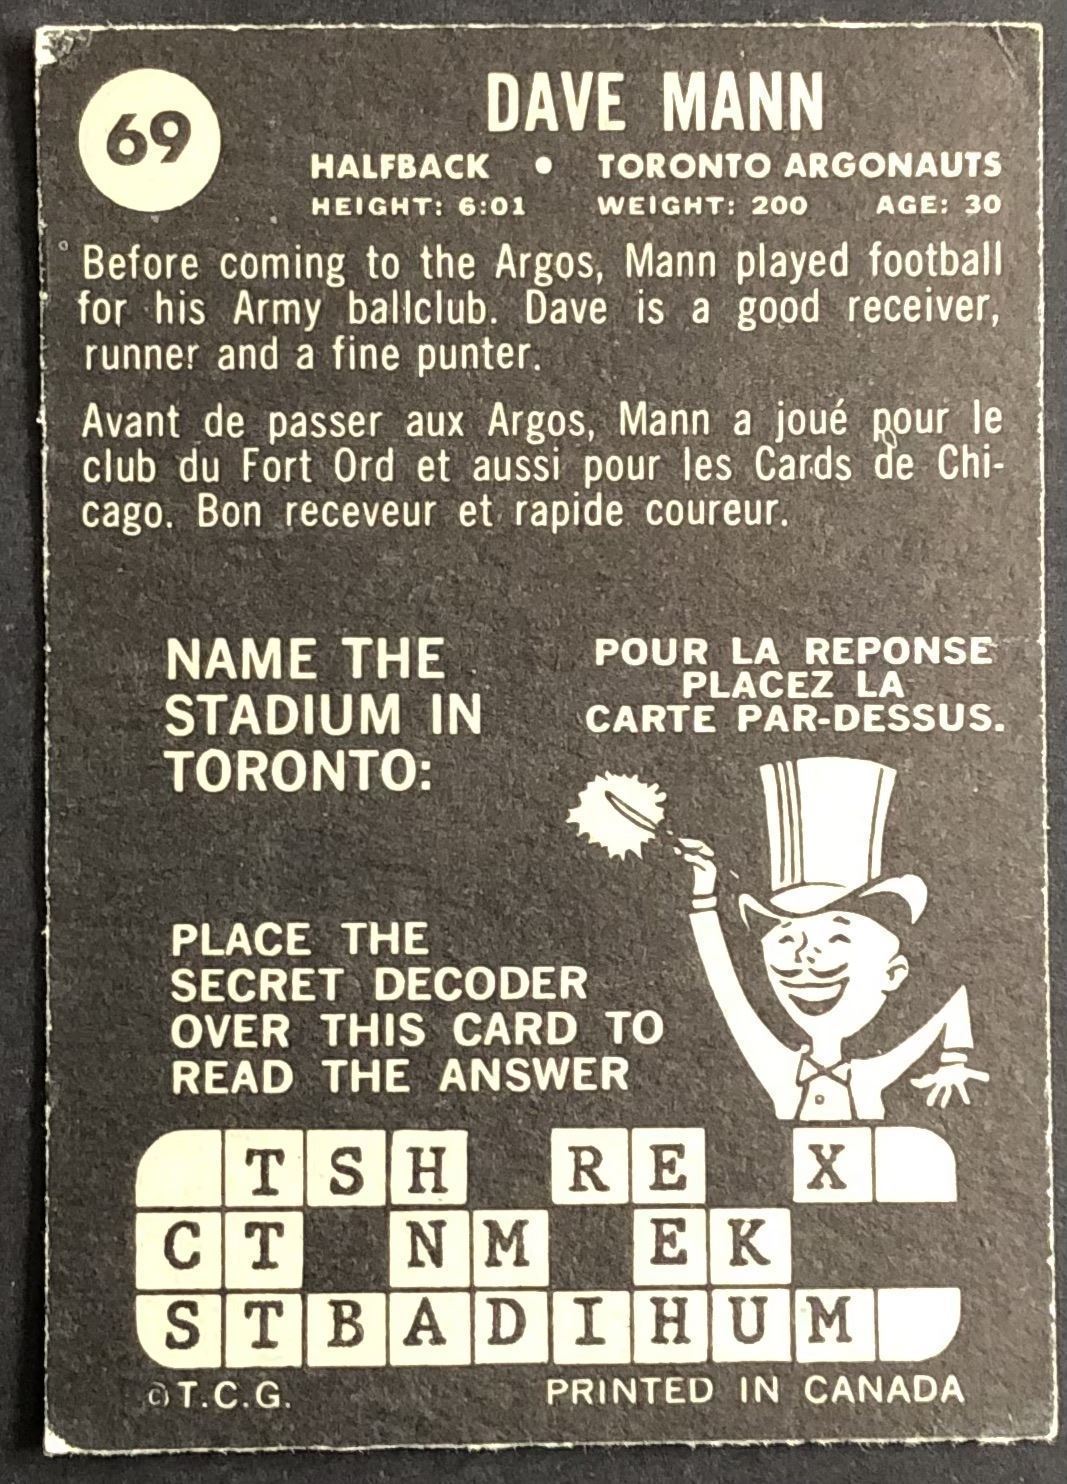 69
DAVE MANN
HALFBACK • TORONTO ARGONAUTS
HEIGHT: 6:01 WEIGHT: 200 AGE: 30
Before coming to the Argos, Mann played football
for his Army ballclub. Dave is a good receiver,
runner and a fine punter.
Avant de passer aux Argos, Mann a joué pour le
club du Fort Ord et aussi pour les Cards de Chi-
cago. Bon receveur et rapide coureur.
NAME THE
STADIUM IN
TORONTO:
POUR LA REPONSE
PLACEZ LA
CARTE PAR-DESSUS.
PLACE THE
SECRET DECODER
OVER THIS CARD TO
READ THE ANSWER
T S H R E X
C T N M E K
S T B A D I H U M
© T.C.G. PRINTED IN CANADA